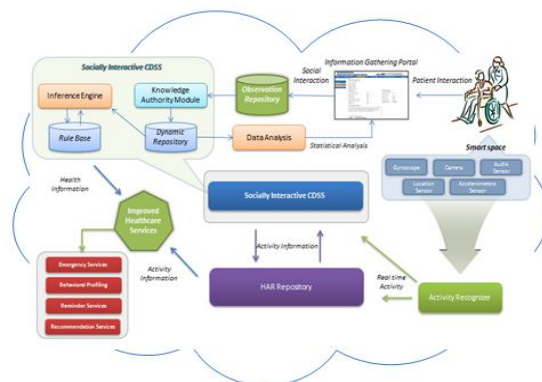 Socially Interactive CDSS
Inference Engine
Knowledge
Authority Module
Rule Base
Dynamic
Repository
Observation
Repository
Social
Interaction
Information Gathering Portal
Patient Interaction
Data Analysis
Statistical Analysis
Smart space
Gyroscope
Camera
Audio
Sensor
Location
Sensor
Accelerometers
Sensor
Health
Information
Improved
Healthcare
Services
Socially Interactive CDSS
Activity Information
Emergency Services
Behavioral Profiling
Reminder Services
Recommendation Services
Activity
Information
HAR Repository
Real time
Activity
Activity Recognizer